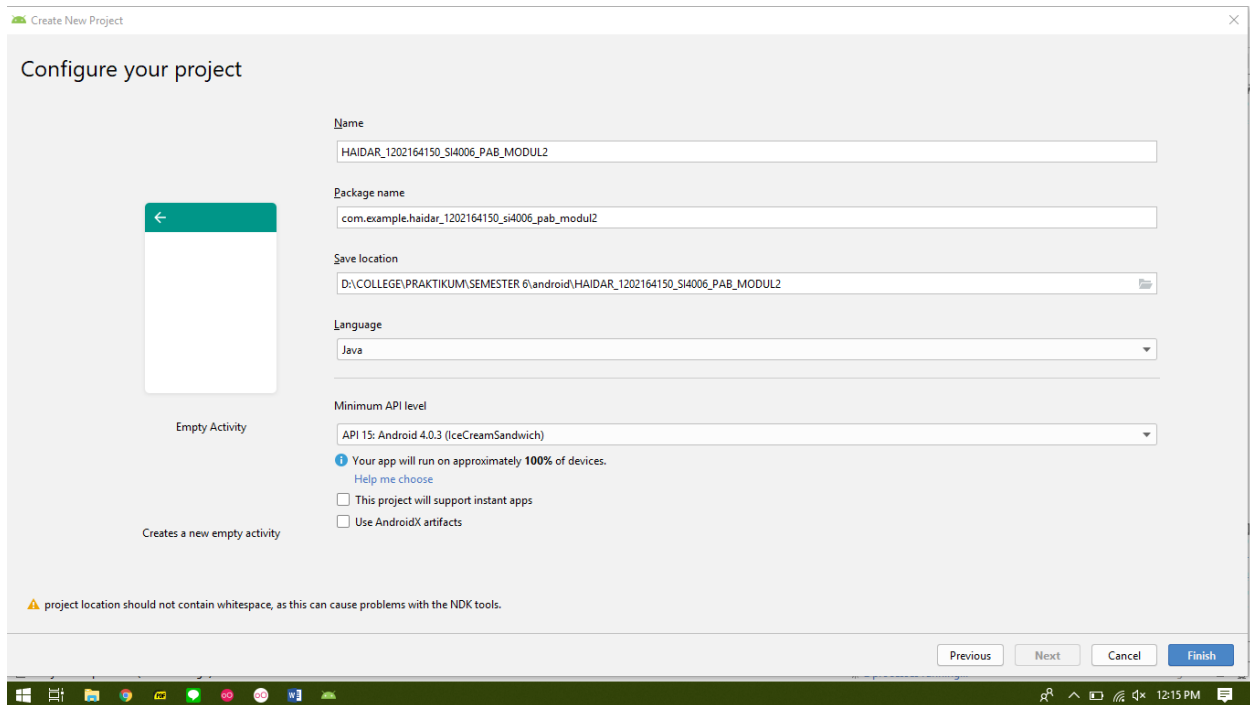 Create New Project
Configure your project
Name
HAIDAR_1202164150_SI4006_PAB_MODUL2
Package name
com.example.haidar_1202164150_si4006_pab_modul2
Save location
D:\COLLEGE\PRAKTIKUM\SEMESTER 6\android\HAIDAR_1202164150_SI4006_PAB_MODUL2
Language
Java
Empty Activity
Creates a new empty activity
Minimum API level
API 15: Android 4.0.3 (IceCreamSandwich)
Your app will run on approximately 100% of devices.
Help me choose
This project will support instant apps
Use AndroidX artifacts
project location should not contain whitespace, as this can cause problems with the NDK tools.
Previous
Next
Cancel
Finish
12:15 PM